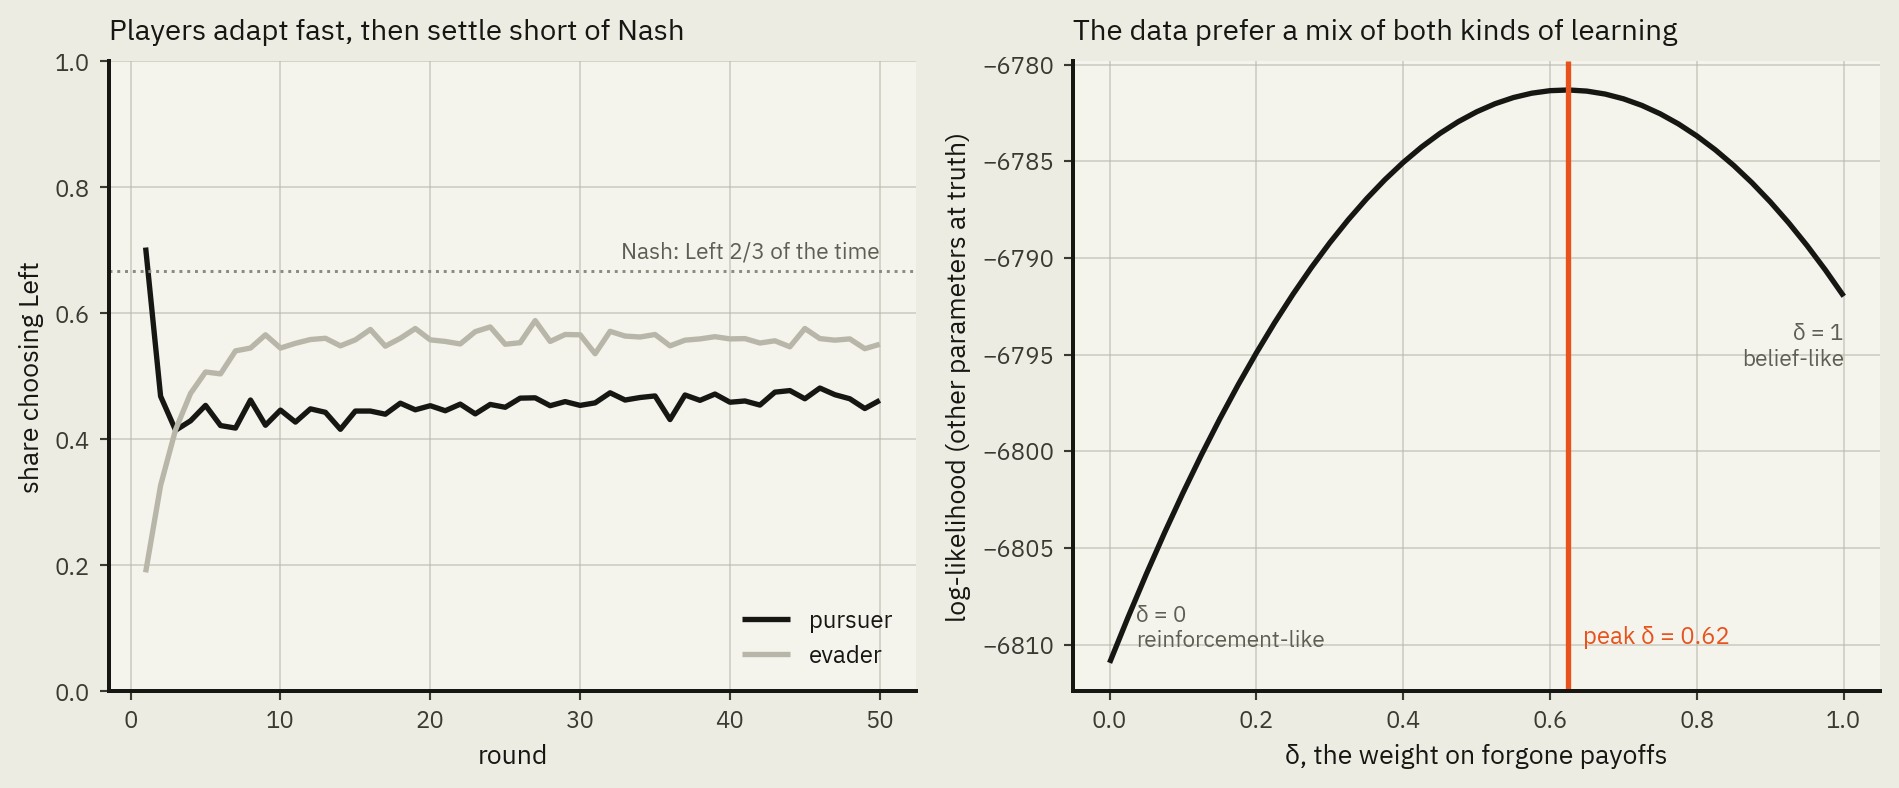 Players adapt fast, then settle short of Nash
share choosing Left
1.0
0.8
0.6
0.4
0.2
0.0
Nash: Left 2/3 of the time
pursuer
evader
0
10
20
30
40
50
round
The data prefer a mix of both kinds of learning
log-likelihood (other parameters at truth)
−6780
−6785
−6790
−6795
−6800
−6805
−6810
δ = 1
belief-like
δ = 0
reinforcement-like
peak δ = 0.62
0.0
0.2
0.4
0.6
0.8
1.0
δ, the weight on forgone payoffs